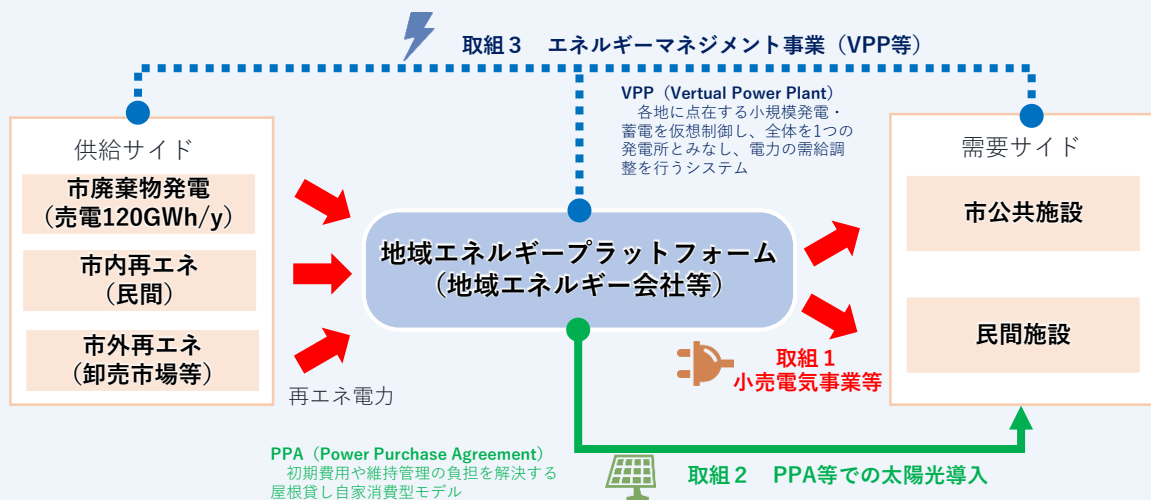 取組３　エネルギーマネジメント事業（VPP等）
VPP（Vertual Power Plant）
各地に点在する小規模発電・
蓄電を仮想制御し、全体を1つの
発電所とみなし、電力の需給調
整を行うシステム
供給サイド
市廃棄物発電
（売電120GWh/y）
市内再エネ
（民間）
市外再エネ
（卸売市場等）
再エネ電力
地域エネルギープラットフォーム
（地域エネルギー会社等）
需要サイド
市公共施設
民間施設
取組１
小売電気事業等
PPA（Power Purchase Agreement）
初期費用や維持管理の負担を解決する
屋根貸し自家消費型モデル
取組２　PPA等での太陽光導入